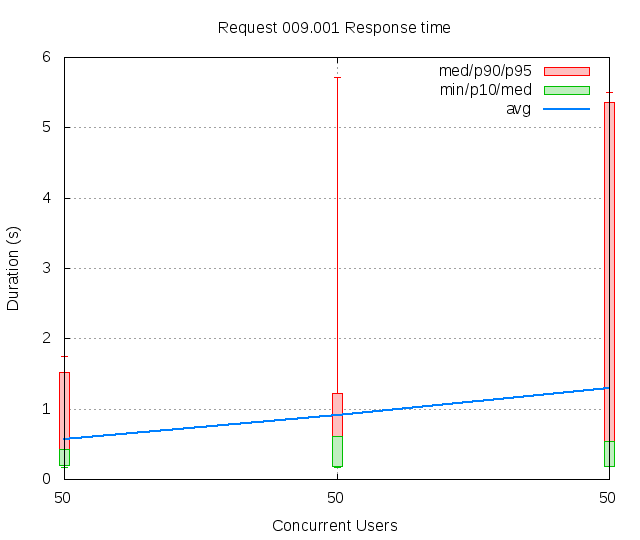 Request 009.001 Response time
med/p90/p95
min/p10/med
avg
6
5
4
3
2
1
0
Duration (s)
50 50 50
Concurrent Users